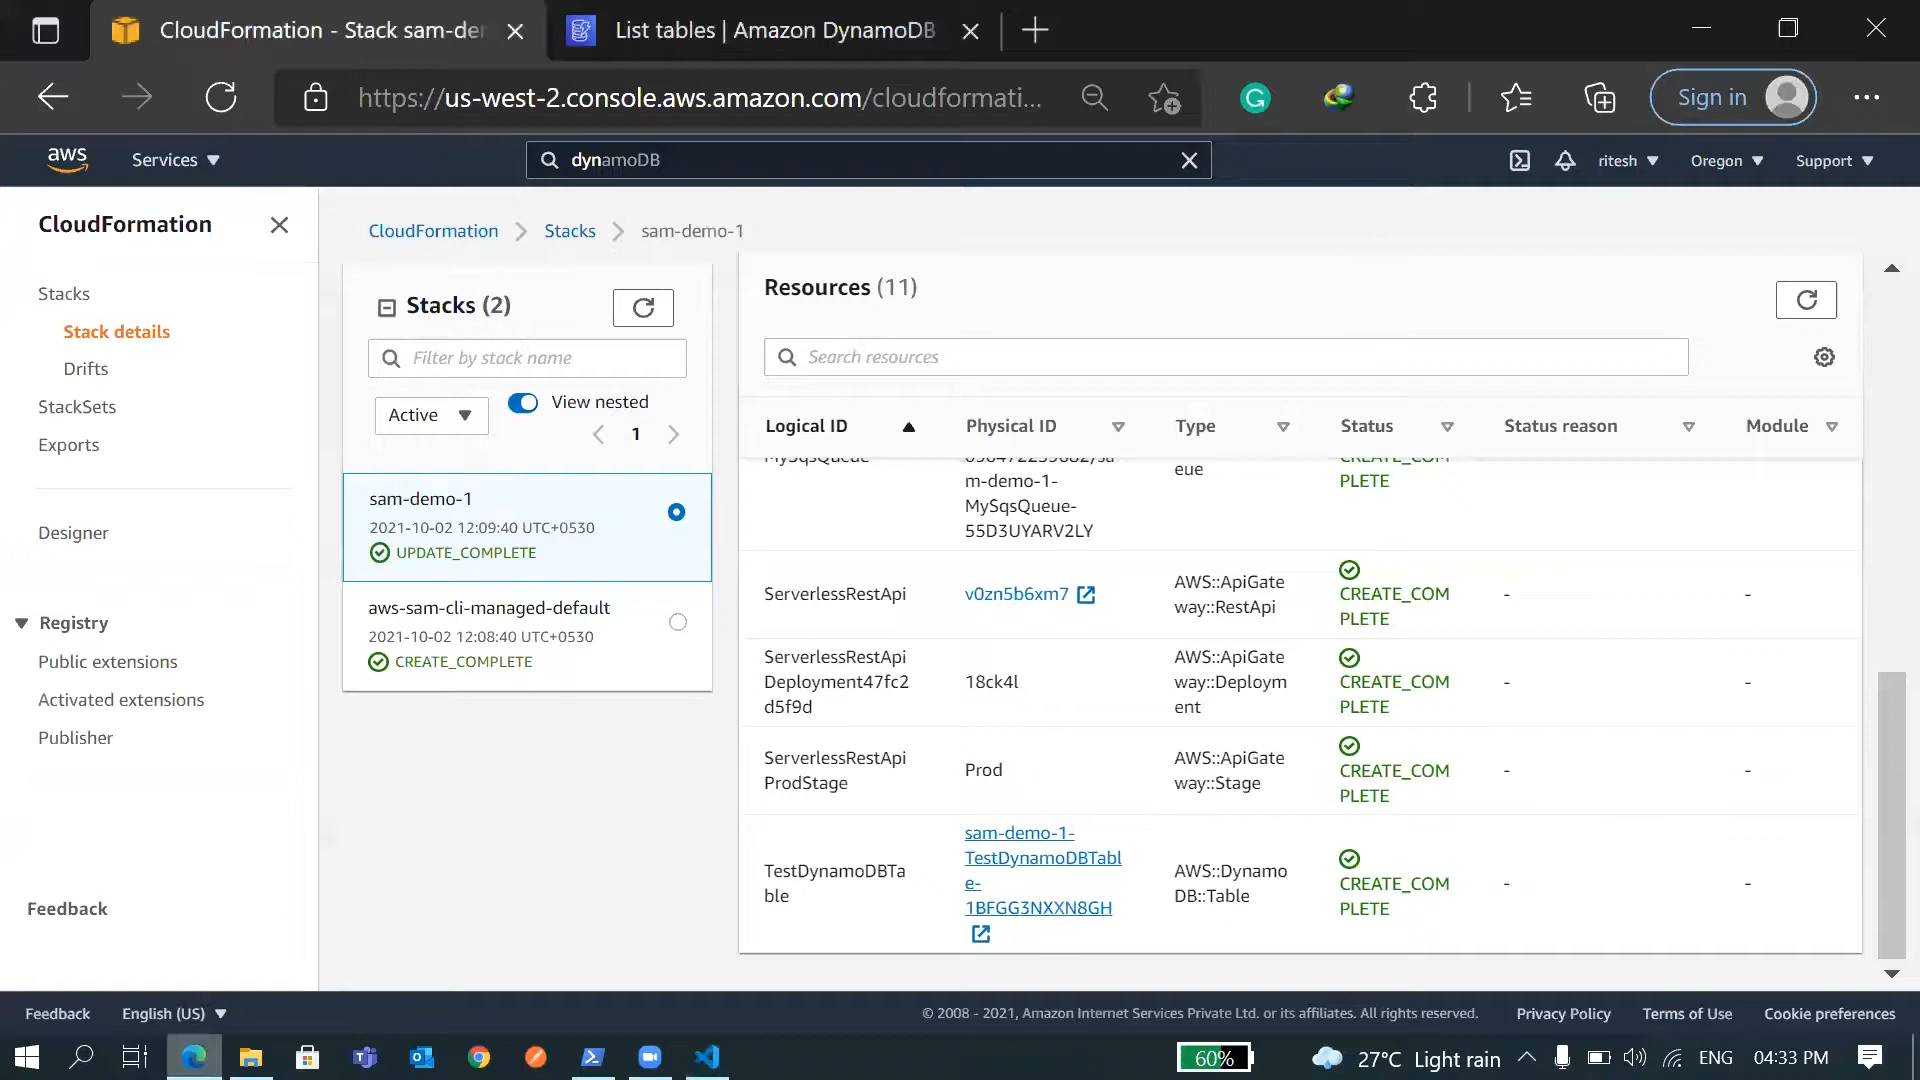 CloudFormation - Stack sam-de
List tables | Amazon DynamoDB
https://us-west-2.console.aws.amazon.com/cloudformati...
Sign in
aws
Services
dynamoDB
ritesh
Oregon
Support
CloudFormation
Stacks
Stack details
Drifts
StackSets
Exports
Designer
Registry
Public extensions
Activated extensions
Publisher
Feedback
CloudFormation
Stacks
sam-demo-1
Stacks (2)
Filter by stack name
Active
View nested
1
sam-demo-1
2021-10-02 12:09:40 UTC+0530
UPDATE_COMPLETE
aws-sam-cli-managed-default
2021-10-02 12:08:40 UTC+0530
CREATE_COMPLETE
Resources (11)
Search resources
Logical ID
Physical ID
Type
Status
Status reason
Module
MySqsQueue
m-demo-1-
MySqsQueue-
55D3UYARV2LY
eue
CREATE_COM
PLETE
ServerlessRestApi
v0zn5b6xm7
AWS::ApiGate
way::RestApi
CREATE_COM
PLETE
-
-
ServerlessRestApi
Deployment47fc2
d5f9d
18ck4l
AWS::ApiGate
way::Deploym
ent
CREATE_COM
PLETE
-
-
ServerlessRestApi
ProdStage
Prod
AWS::ApiGate
way::Stage
CREATE_COM
PLETE
-
-
TestDynamoDBTa
ble
sam-demo-1-
TestDynamoDBTabl
e-
1BFGG3NXXN8GH
AWS::Dynamo
DB::Table
CREATE_COM
PLETE
-
-
Feedback
English (US)
© 2008 - 2021, Amazon Internet Services Private Ltd. or its affiliates. All rights reserved.
Privacy Policy
Terms of Use
Cookie preferences
60%
27°C Light rain
ENG
04:33 PM